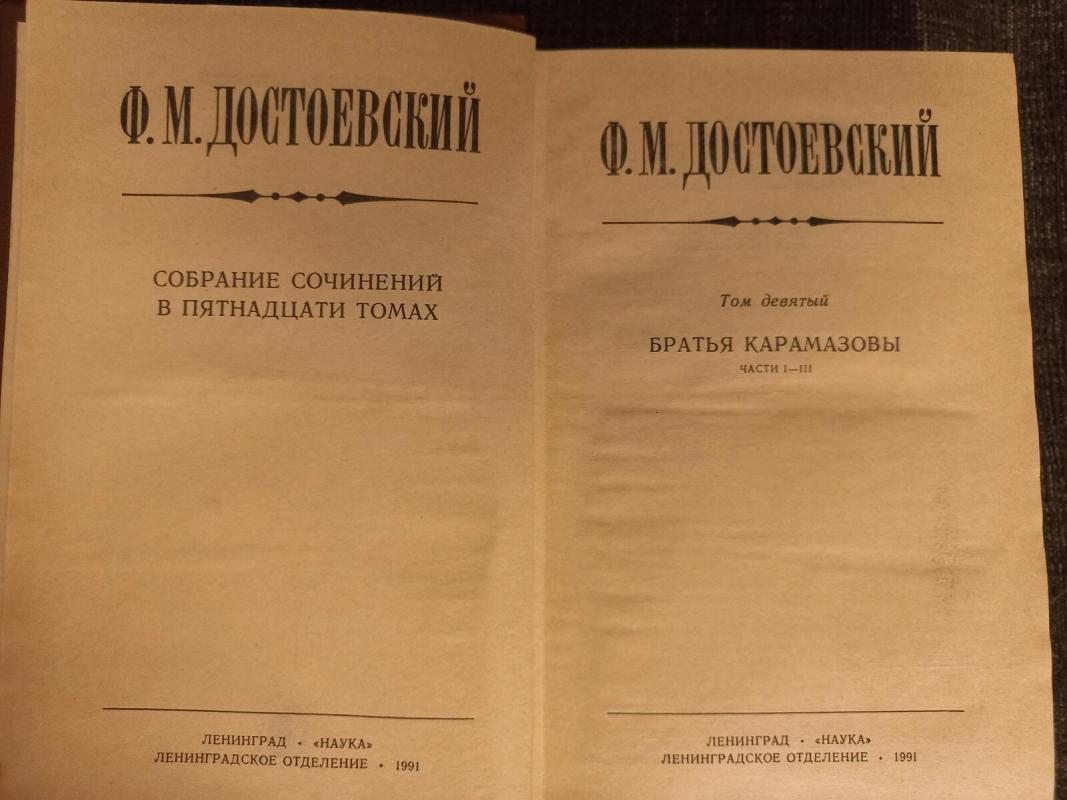 Ф. М. ДОСТОЕВСКИЙ
СОБРАНИЕ СОЧИНЕНИЙ
В ПЯТНАДЦАТИ ТОМАХ
ЛЕНИНГРАД • «НАУКА»
ЛЕНИНГРАДСКОЕ ОТДЕЛЕНИЕ • 1991
Ф. М. ДОСТОЕВСКИЙ
Том девятый
БРАТЬЯ КАРАМАЗОВЫ
ЧАСТИ I—III
ЛЕНИНГРАД • «НАУКА»
ЛЕНИНГРАДСКОЕ ОТДЕЛЕНИЕ • 1991